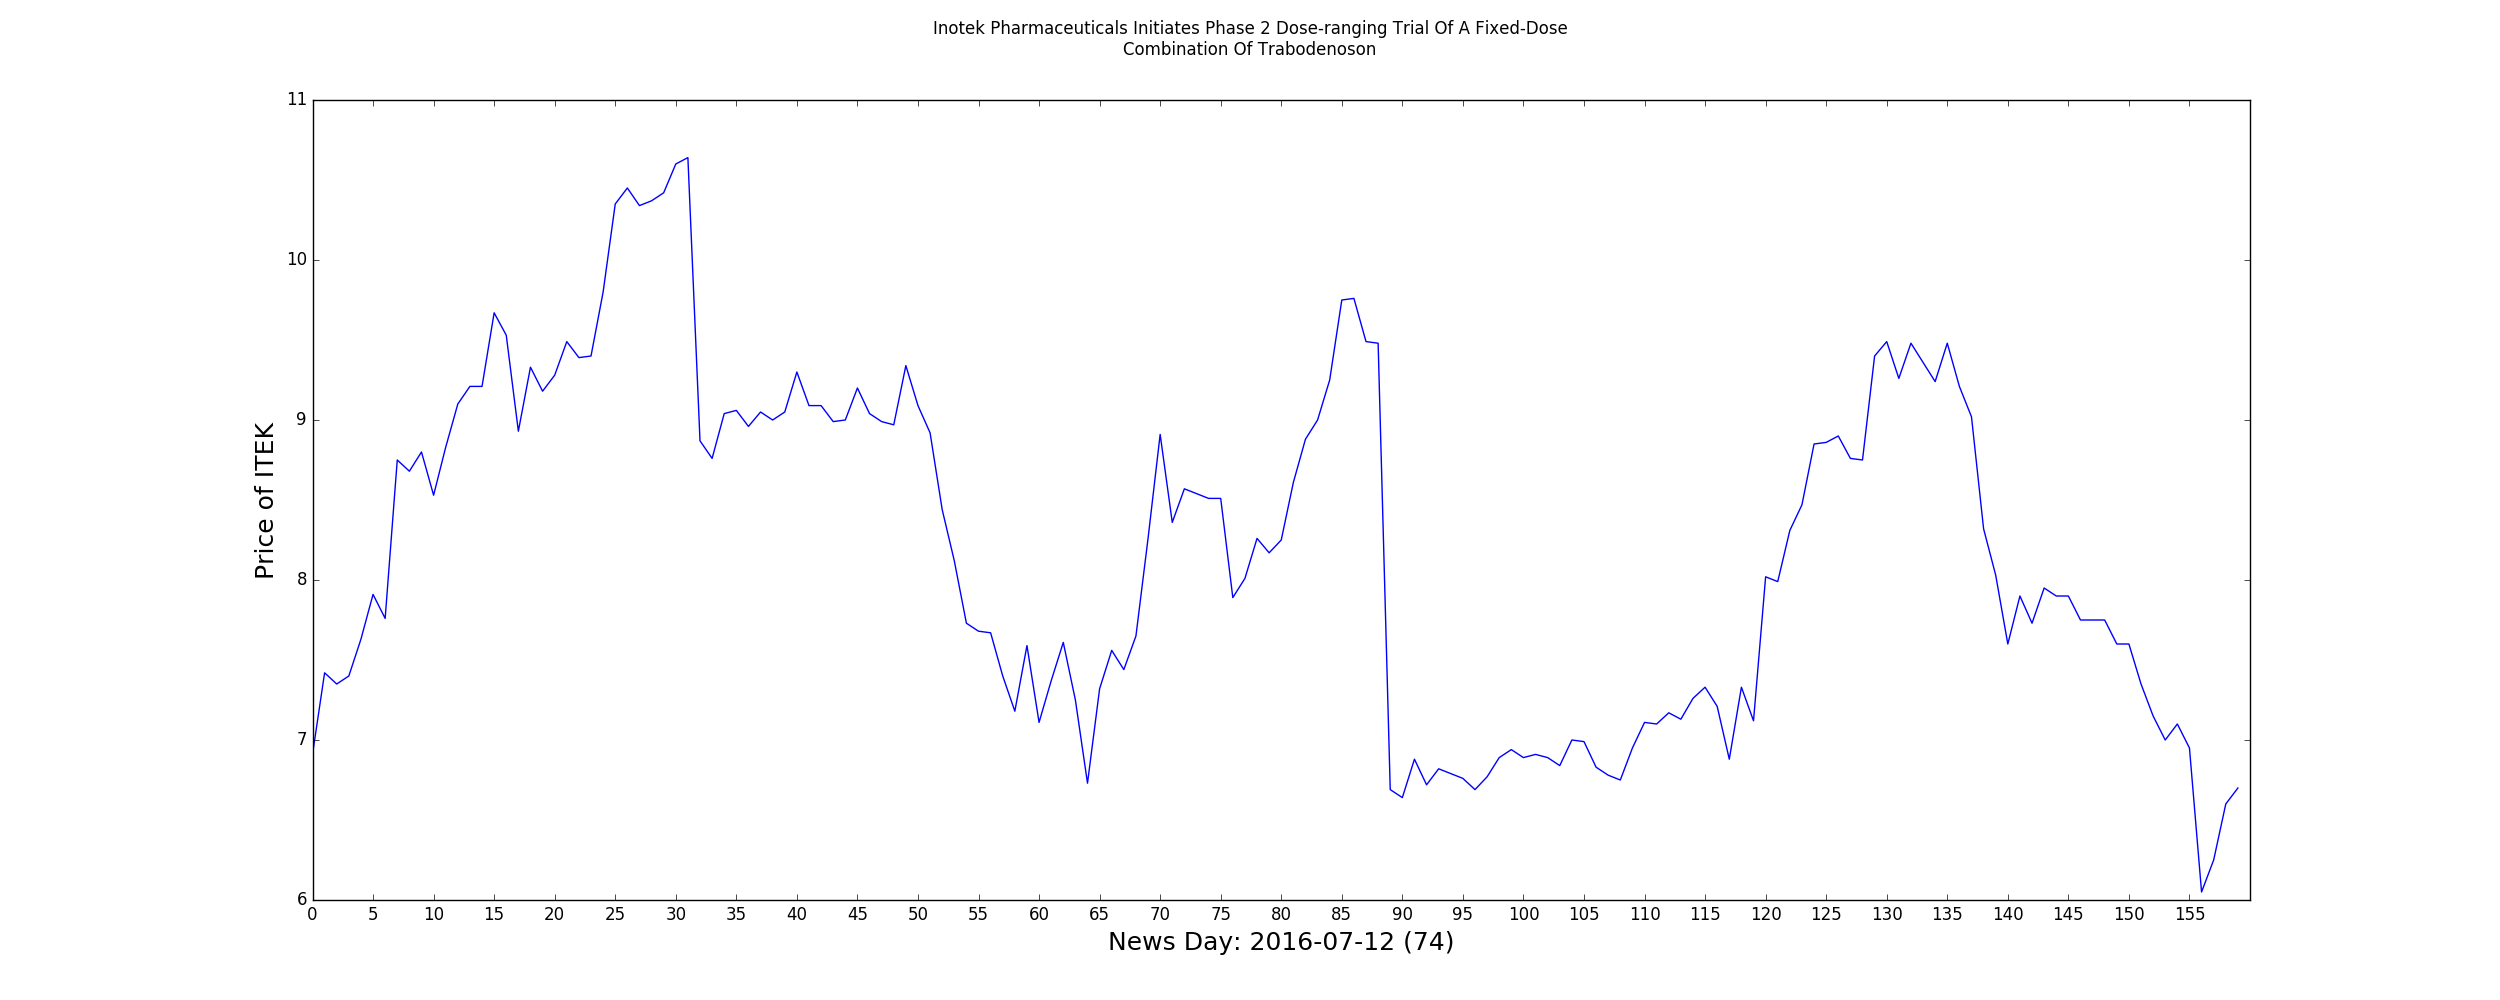 Inotek Pharmaceuticals Initiates Phase 2 Dose-ranging Trial Of A Fixed-Dose
Combination Of Trabodenoson
11
10
9
8
7
6
Price of ITEK
0 5 10 15 20 25 30 35 40 45 50 55 60 65 70 75 80 85 90 95 100 105 110 115 120 125 130 135 140 145 150 155
News Day: 2016-07-12 (74)